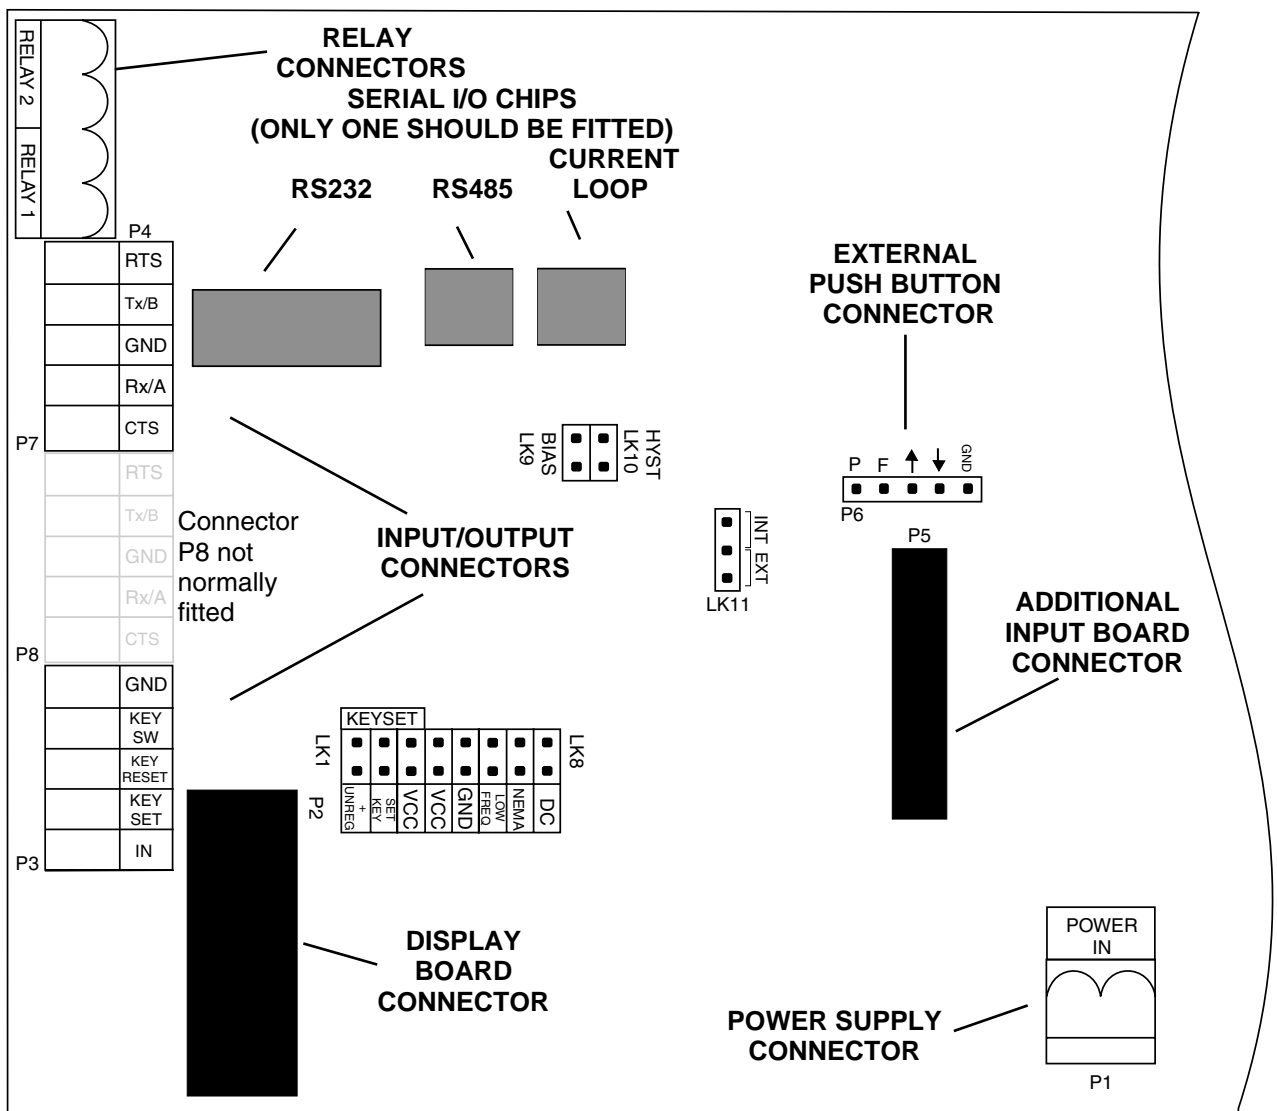 RELAY 2
RELAY 1
RELAY
CONNECTORS
SERIAL I/O CHIPS
(ONLY ONE SHOULD BE FITTED)
RS232
RS485
CURRENT
LOOP
P4
RTS
Tx/B
GND
Rx/A
CTS
P7
RTS
Tx/B
GND
Rx/A
CTS
P8
Connector
P8 not
normally
fitted
INPUT/OUTPUT
CONNECTORS
LK9
BIAS
LK10
HYST
EXTERNAL
PUSH BUTTON
CONNECTOR
P
F
GND
P6
INT
EXT
LK11
P5
ADDITIONAL
INPUT BOARD
CONNECTOR
GND
KEY
SW
KEY
RESET
KEY
SET
IN
P3
KEYSET
LK1
LK8
P2
UNREG
+
KEY
SET
VCC
VCC
GND
FREQ
LOW
NEMA
DC
DISPLAY
BOARD
CONNECTOR
POWER
IN
POWER SUPPLY
CONNECTOR
P1